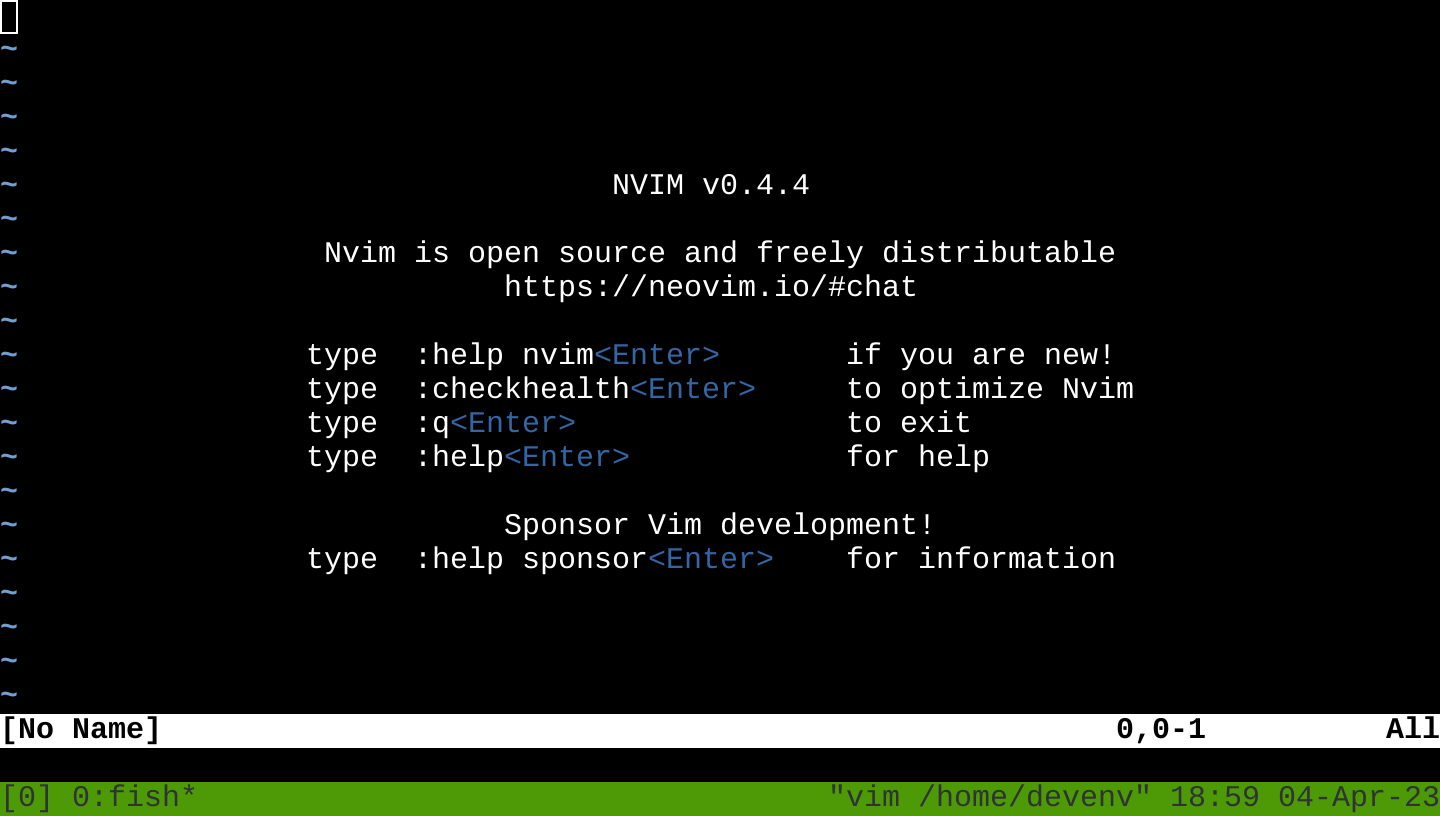 ~
~
~
~
~ NVIM v0.4.4
~
~ Nvim is open source and freely distributable
~ https://neovim.io/#chat
~
~ type  :help nvim<Enter>       if you are new!
~ type  :checkhealth<Enter>     to optimize Nvim
~ type  :q<Enter>               to exit
~ type  :help<Enter>            for help
~
~ Sponsor Vim development!
~ type  :help sponsor<Enter>    for information
~
~
~
~
[No Name] 0,0-1 All
[0] 0:fish* "vim /home/devenv" 18:59 04-Apr-23